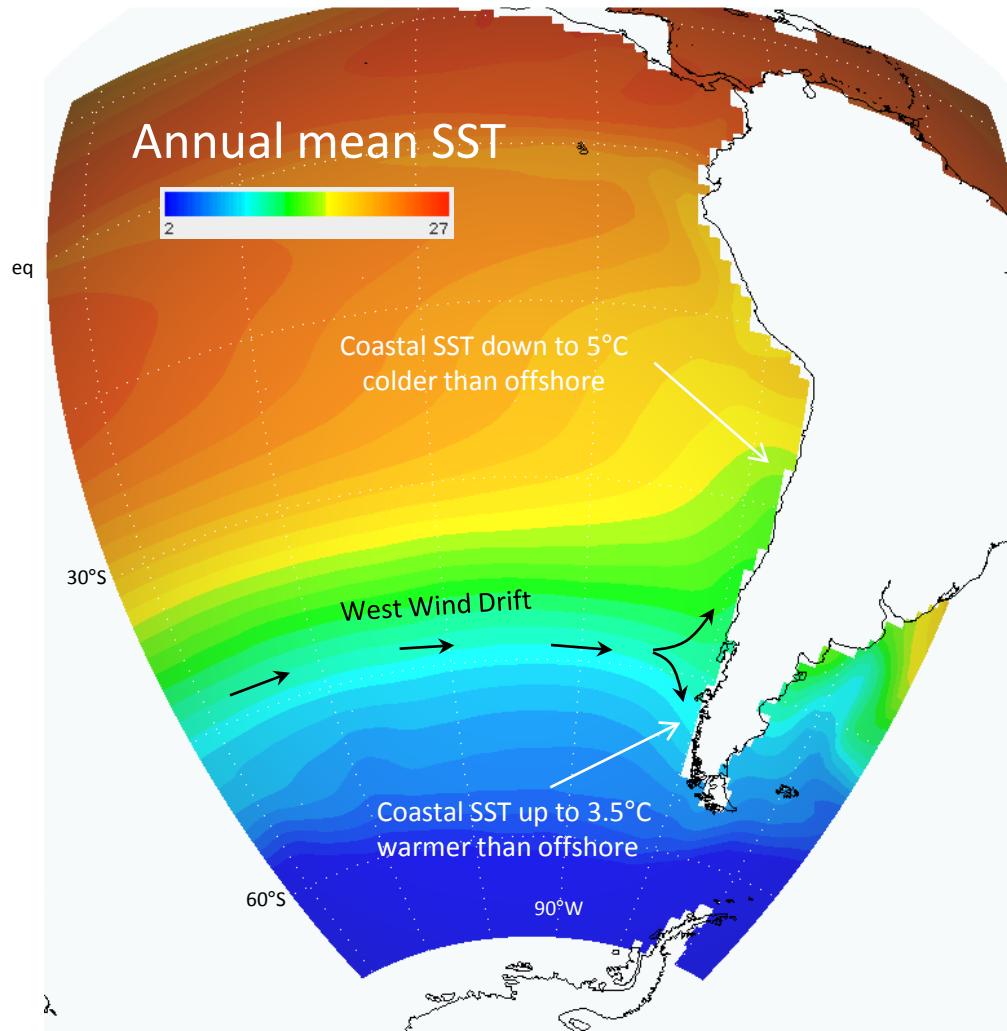 Annual mean SST
2 27
eq
Coastal SST down to 5°C
colder than offshore
30°S
West Wind Drift
Coastal SST up to 3.5°C
warmer than offshore
60°S
90°W